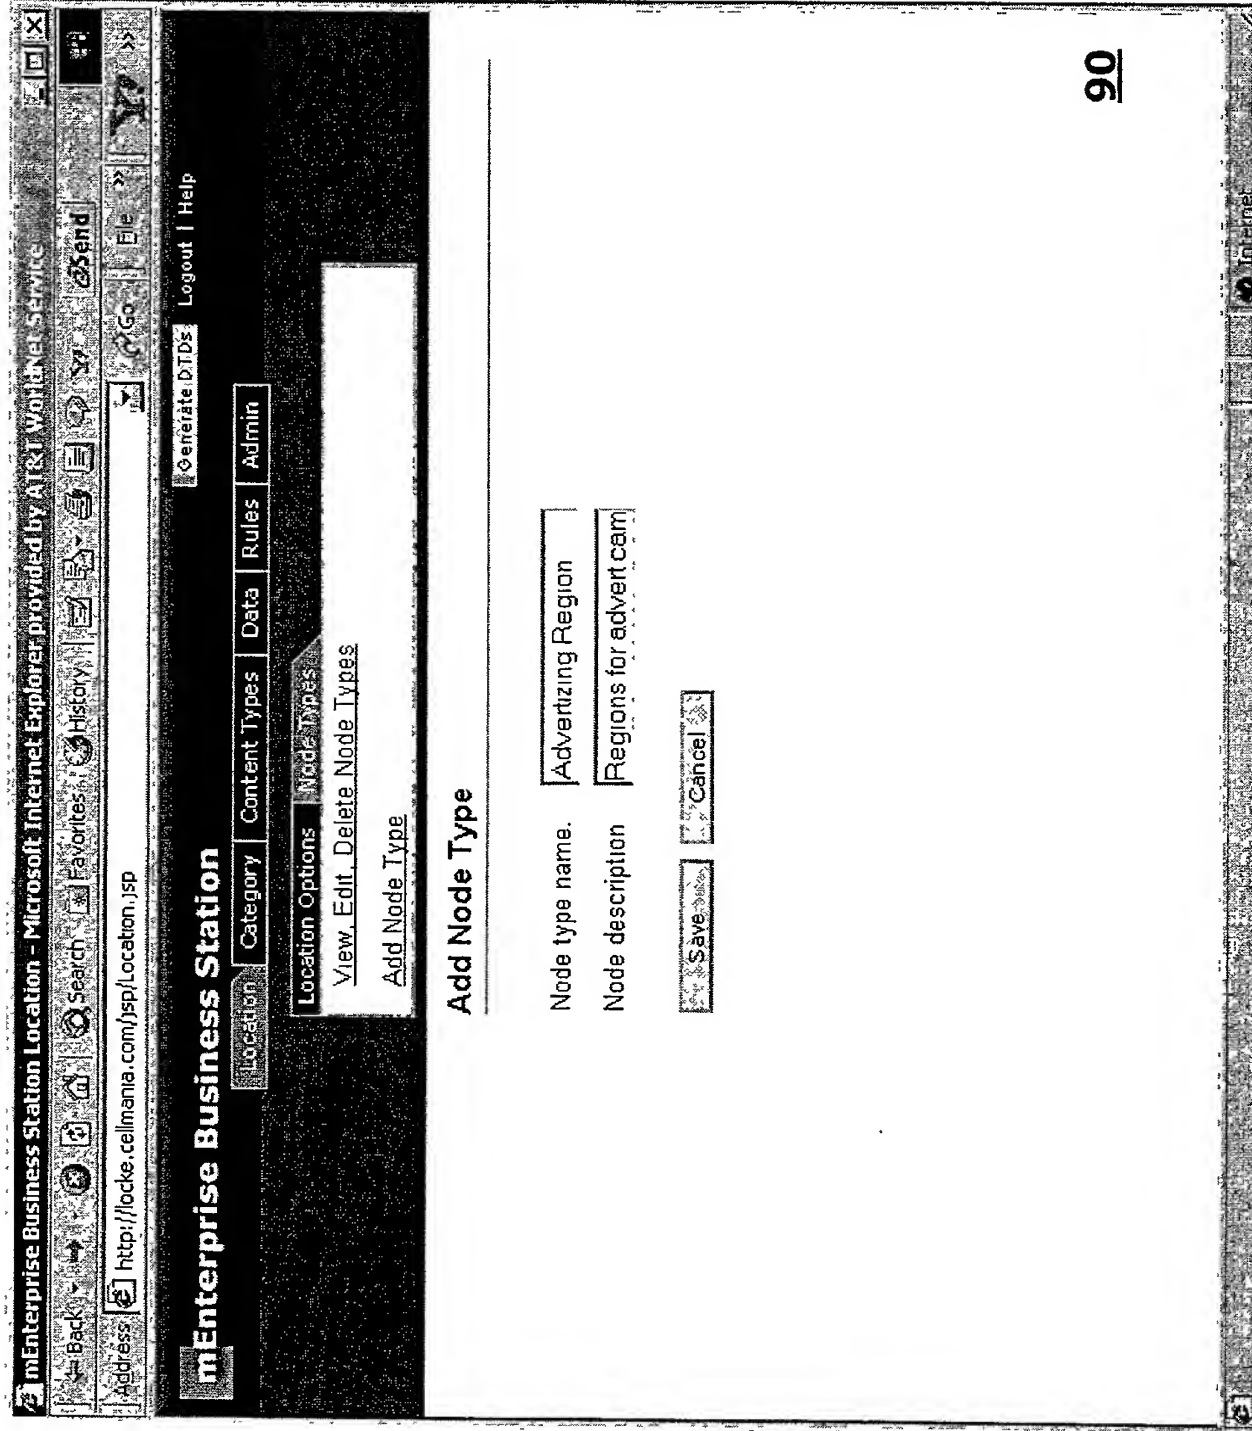 mEnterprise Business Station Location - Microsoft Internet Explorer provided by AT&T WorldNet Service
Back Search Favorites History Send
Address http://locke.cellmania.com/jsp/Location.jsp Go File » Y! »
mEnterprise Business Station Generate DTDs Logout | Help
Location Category Content Types Data Rules Admin
Location Options Node Types
View, Edit, Delete Node Types
Add Node Type
Add Node Type
Node type name. Advertizing Region
Node description Regions for advert cam
Save Cancel
90
Internet